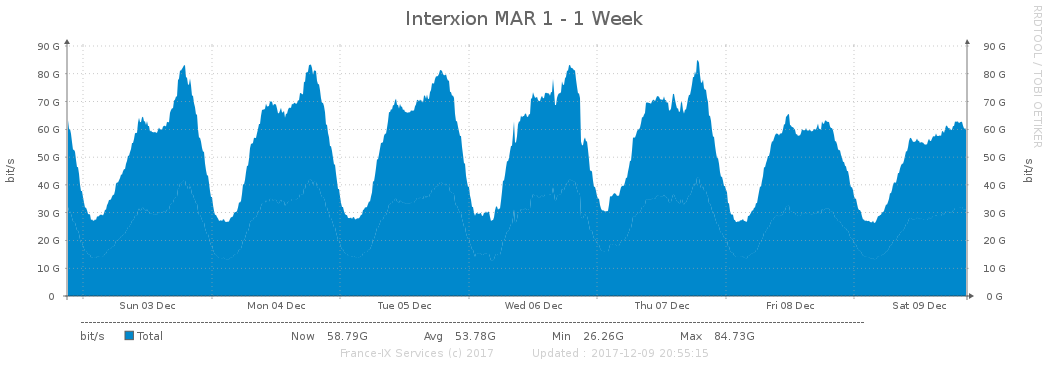 Interxion MAR 1 - 1 Week
RRDTOOL / TOBI OETIKER
90 G 90 G
80 G 80 G
70 G 70 G
60 G 60 G
50 G 50 G
40 G 40 G
30 G 30 G
20 G 20 G
10 G 10 G
0 0 G
bit/s bit/s
Sun 03 Dec Mon 04 Dec Tue 05 Dec Wed 06 Dec Thu 07 Dec Fri 08 Dec Sat 09 Dec
bit/s Total Now 58.79G Avg 53.78G Min 26.26G Max 84.73G
France-IX Services (c) 2017 Updated : 2017-12-09 20:55:15